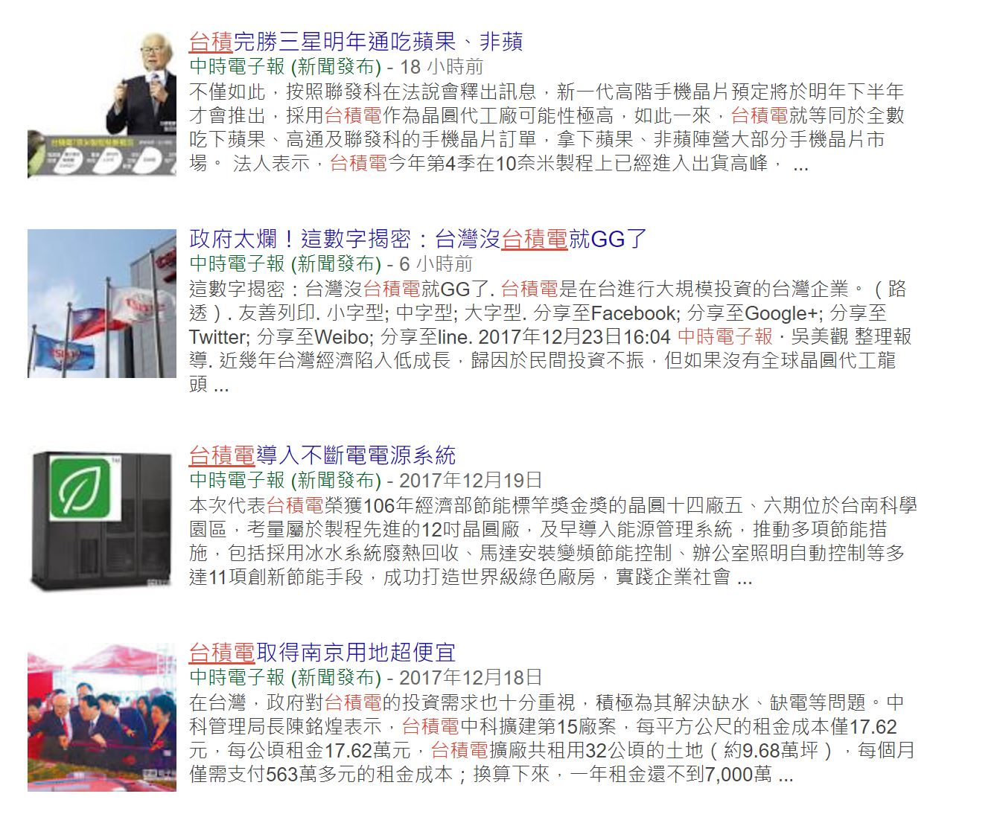 台積完勝三星明年通吃蘋果、非蘋
中時電子報 (新聞發布) - 18 小時前
不僅如此，按照聯發科在法說會釋出訊息，新一代高階手機晶片預定將於明年下半年
才會推出，採用台積電作為晶圓代工廠可能性極高，如此一來，台積電就等同於全數
吃下蘋果、高通及聯發科的手機晶片訂單，拿下蘋果、非蘋陣營大部分手機晶片市
場。 法人表示，台積電今年第4季在10奈米製程上已經進入出貨高峰， ...
政府太爛！這數字揭密：台灣沒台積電就GG了
中時電子報 (新聞發布) - 6 小時前
這數字揭密：台灣沒台積電就GG了. 台積電是在台進行大規模投資的台灣企業。（路
透）. 友善列印. 小字型; 中字型; 大字型. 分享至Facebook; 分享至Google+; 分享至
Twitter; 分享至Weibo; 分享至line. 2017年12月23日16:04 中時電子報 · 吳美觀 整理報
導. 近幾年台灣經濟陷入低成長，歸因於民間投資不振，但如果沒有全球晶圓代工龍
頭 ...
台積電導入不斷電電源系統
中時電子報 (新聞發布) - 2017年12月19日
本次代表台積電榮獲106年經濟部節能標竿獎金獎的晶圓十四廠五、六期位於台南科學
園區，考量屬於製程先進的12吋晶圓廠，及早導入能源管理系統，推動多項節能措
施，包括採用冰水系統廢熱回收、馬達安裝變頻節能控制、辦公室照明自動控制等多
達11項創新節能手段，成功打造世界級綠色廠房，實踐企業社會 ...
台積電取得南京用地超便宜
中時電子報 (新聞發布) - 2017年12月18日
在台灣，政府對台積電的投資需求也十分重視，積極為其解決缺水、缺電等問題。中
科管理局長陳銘煌表示，台積電中科擴建第15廠案，每平方公尺的租金成本僅17.62
元，每公頃租金17.62萬元，台積電擴廠共租用32公頃的土地（約9.68萬坪），每個月
僅需支付563萬多元的租金成本；換算下來，一年租金還不到7,000萬 ...